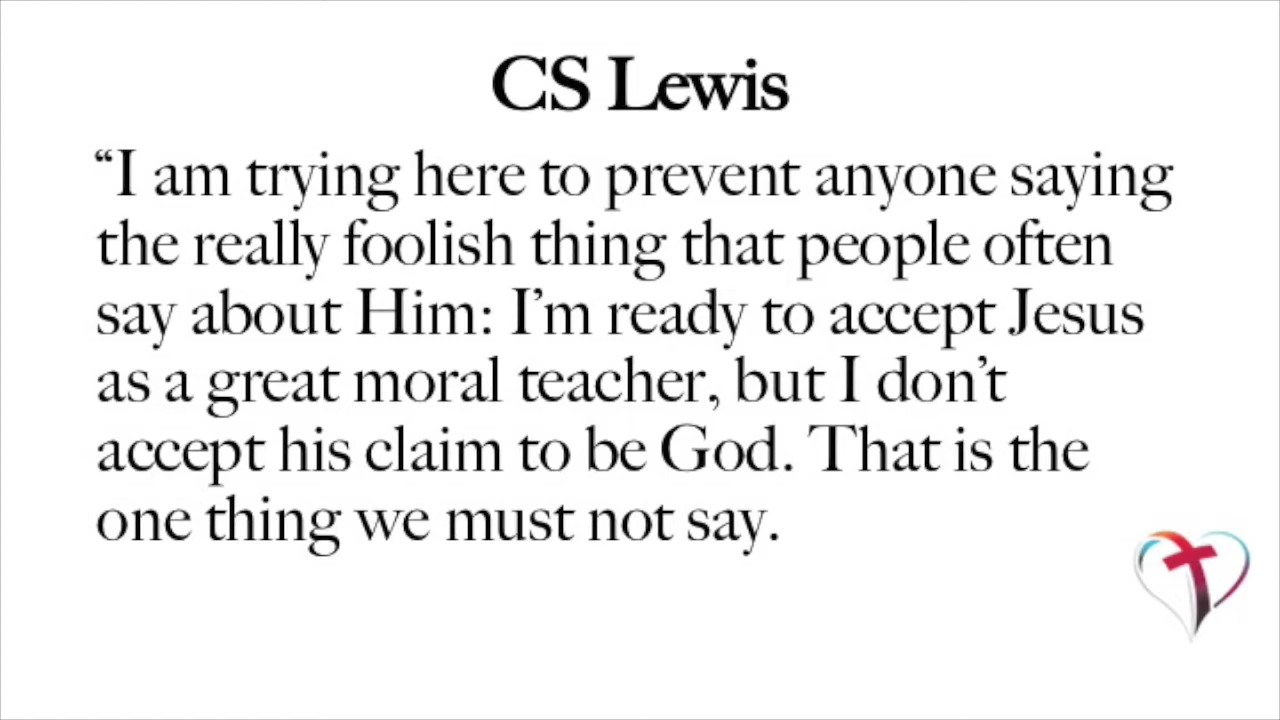 CS Lewis
“I am trying here to prevent anyone saying
the really foolish thing that people often
say about Him: I’m ready to accept Jesus
as a great moral teacher, but I don’t
accept his claim to be God. That is the
one thing we must not say.